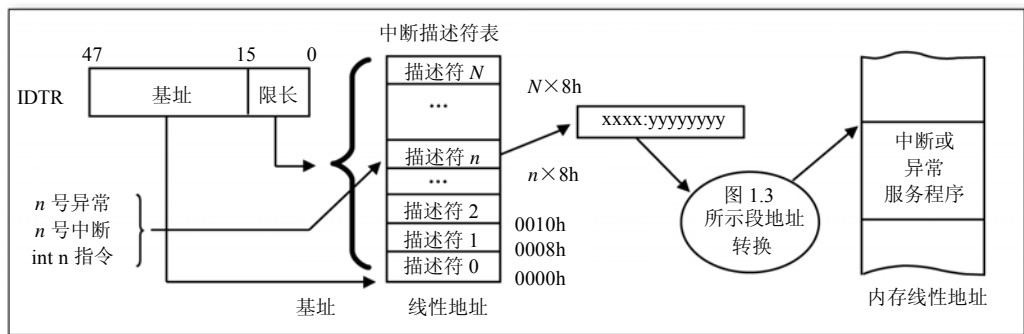 中断描述符表
47
15
0
IDTR
基址
限长
描述符 N
…
描述符 n
…
描述符 2
描述符 1
描述符 0
N×8h
n×8h
0010h
0008h
0000h
xxxx:yyyyyyyy
图 1.3
所示段地址
转换
中断或
异常
服务程序
n 号异常
n 号中断
int n 指令
基址
线性地址
内存线性地址